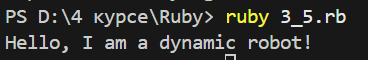 PS D:\4 курсе\Ruby> ruby 3_5.rb
Hello, I am a dynamic robot!